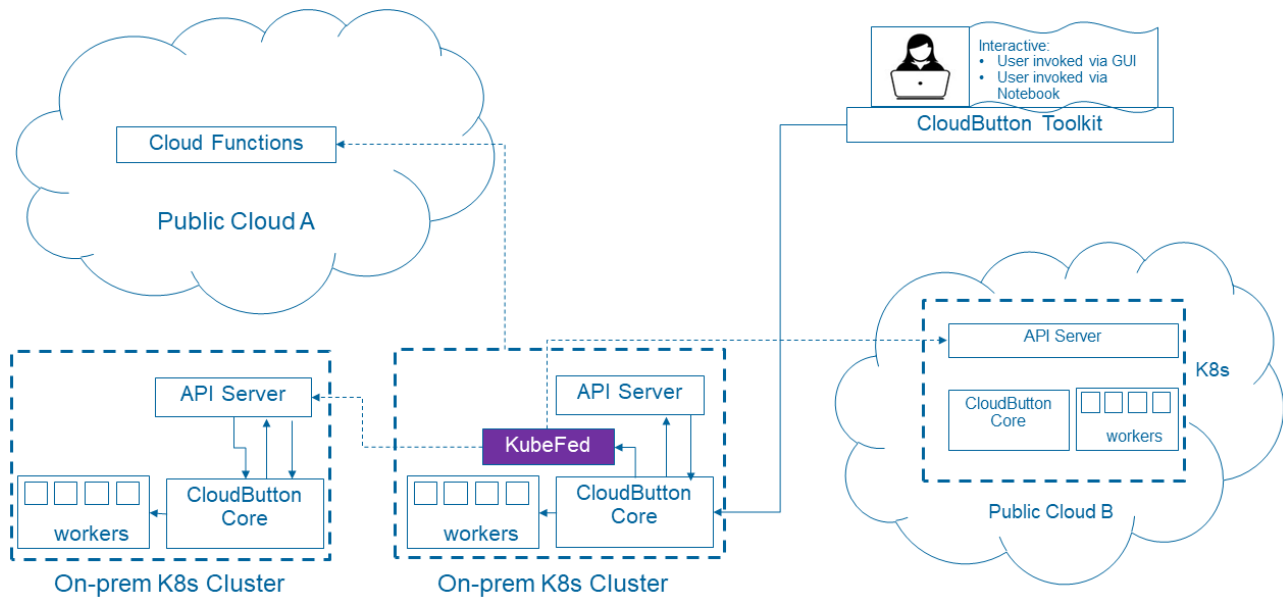 Interactive:
• User invoked via GUI
• User invoked via
Notebook
CloudButton Toolkit
Cloud Functions
Public Cloud A
API Server
K8s
CloudButton
Core
workers
Public Cloud B
API Server
CloudButton
Core
workers
On-prem K8s Cluster
API Server
KubeFed
CloudButton
Core
workers
On-prem K8s Cluster